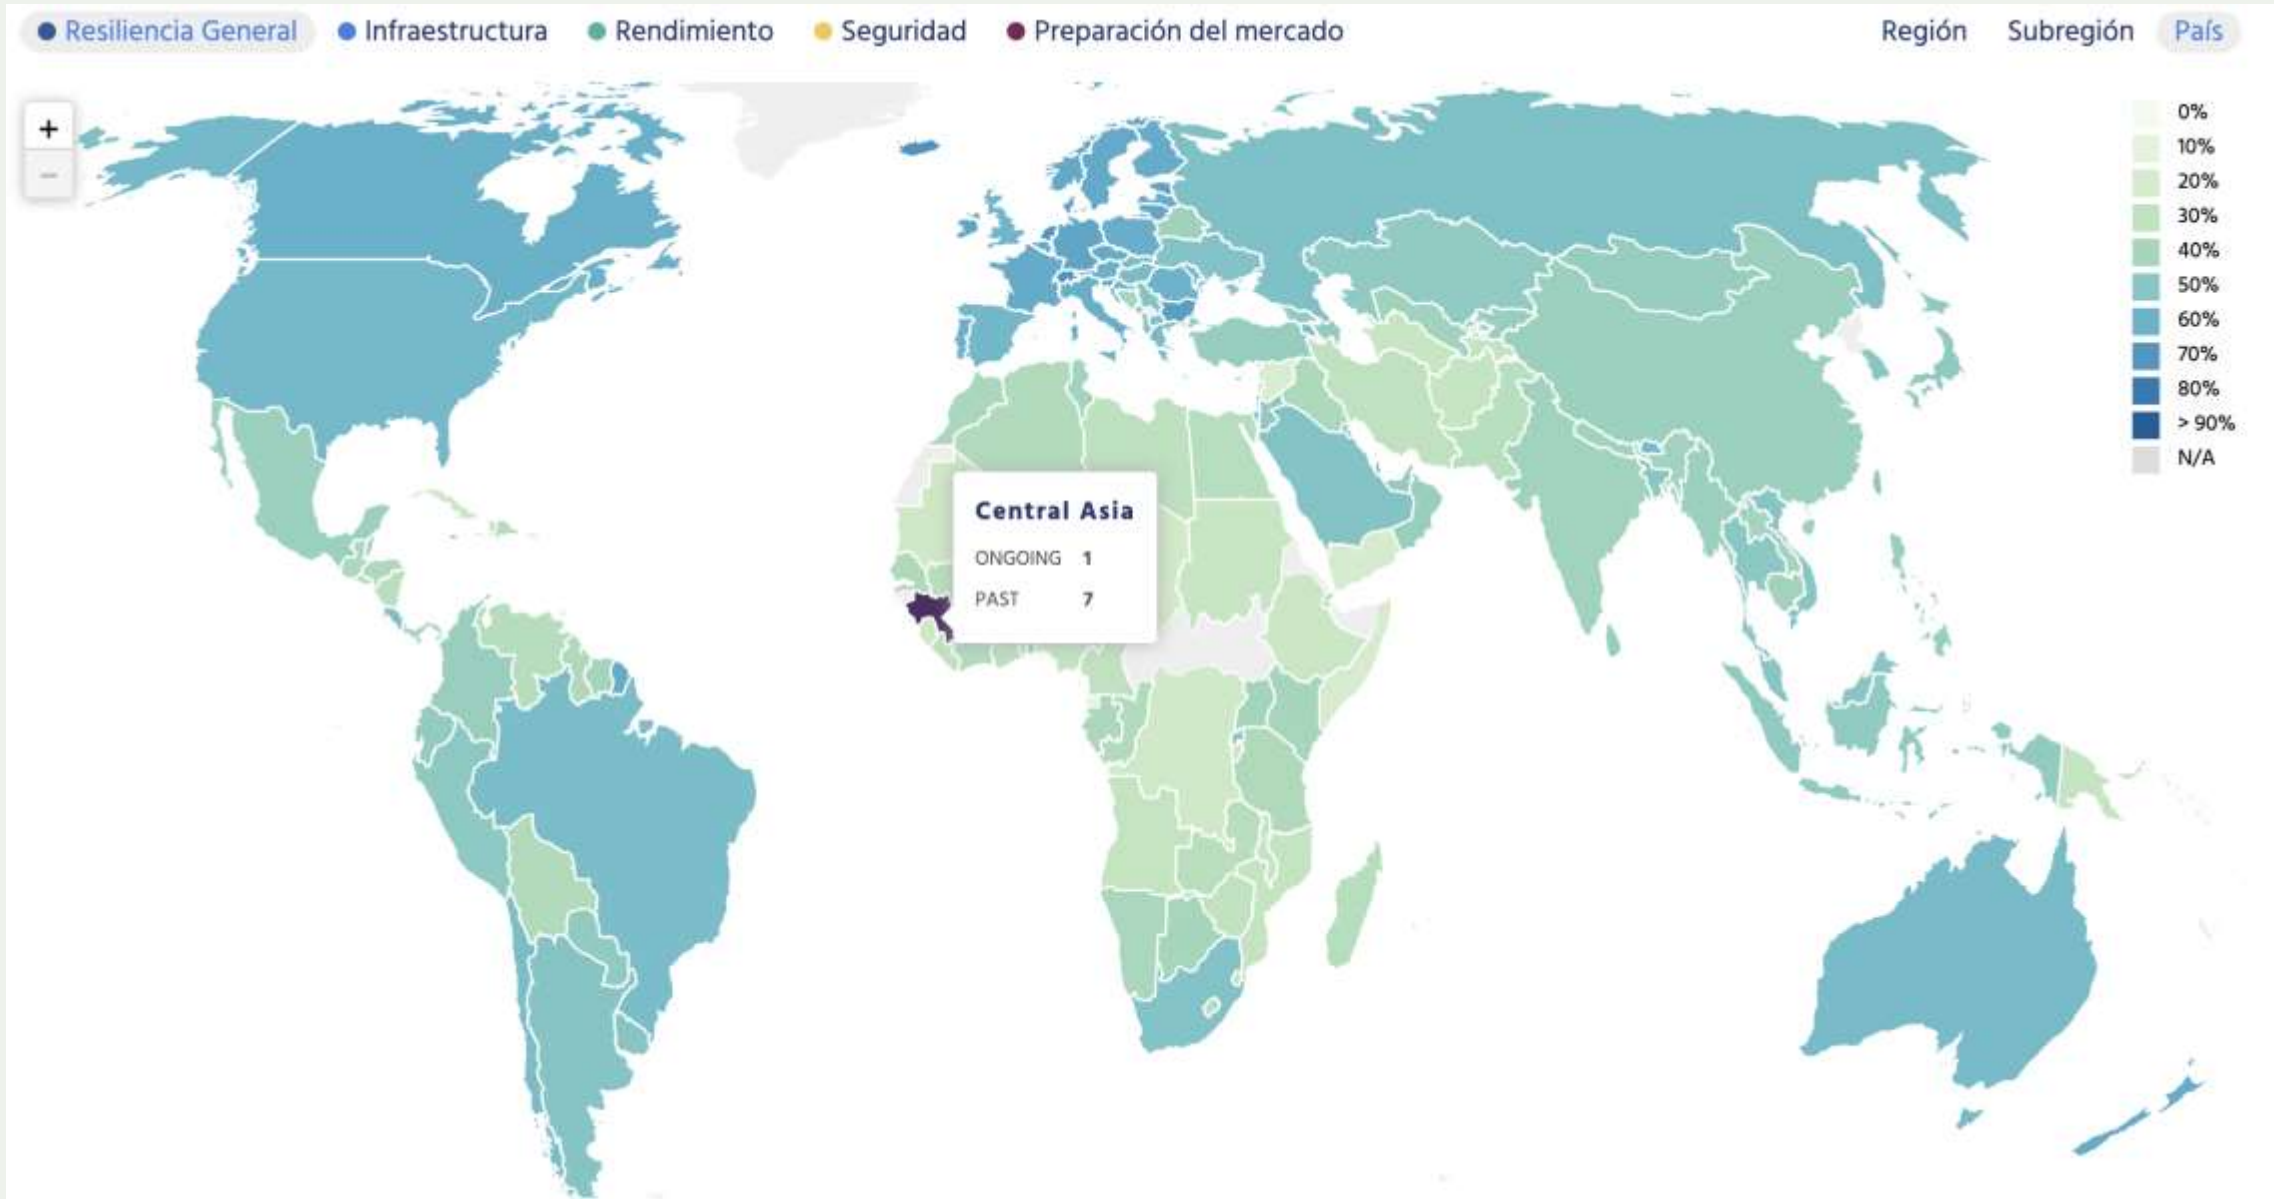 Resiliencia General Infraestructura Rendimiento Seguridad Preparación del mercado Región Subregión País
+
−
0%
10%
20%
30%
40%
50%
60%
70%
80%
> 90%
N/A
Central Asia
ONGOING 1
PAST 7